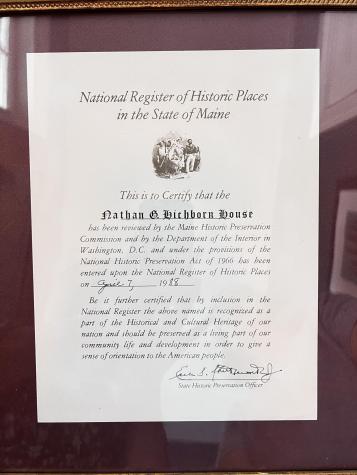 National Register of Historic Places
in the State of Maine
This is to Certify that the
Nathan G. Hichborn House
has been reviewed by the Maine Historic Preservation
Commission and by the Department of the Interior in
Washington, D.C. and under the provisions of the
National Historic Preservation Act of 1966 has been
entered upon the National Register of Historic Places
on April 7, 1988
Be it further certified that by inclusion in the
National Register the above named is recognized as a
part of the Historical and Cultural Heritage of our
nation and should be preserved as a living part of our
community life and development in order to give a
sense of orientation to the American people.
State Historic Preservation Officer